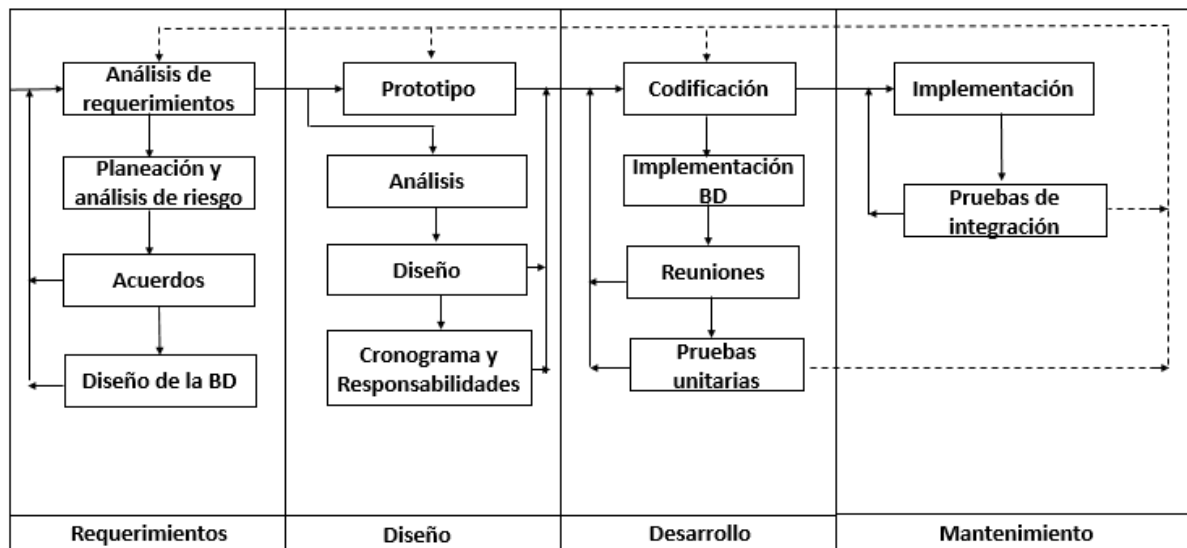 Análisis de
requerimientos
Planeación y
análisis de riesgo
Acuerdos
Diseño de la BD
Requerimientos
Prototipo
Análisis
Diseño
Cronograma y
Responsabilidades
Diseño
Codificación
Implementación
BD
Reuniones
Pruebas
unitarias
Desarrollo
Implementación
Pruebas de
integración
Mantenimiento